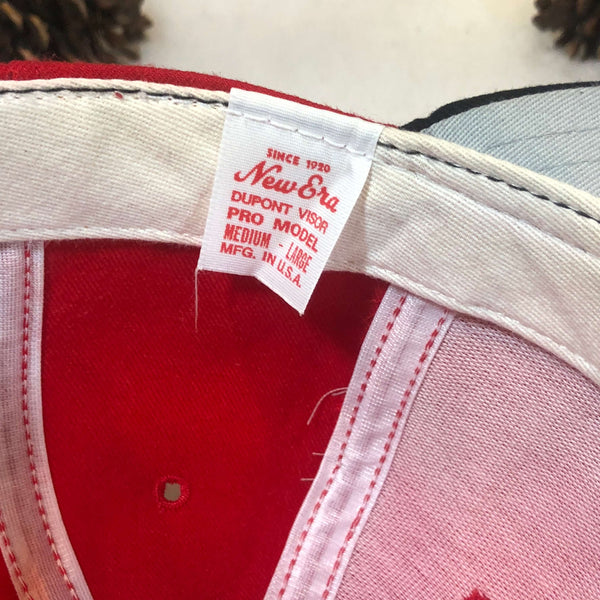 SINCE 1920
New Era
DUPONT VISOR
PRO MODEL
MEDIUM - LARGE
MFG. IN U.S.A.